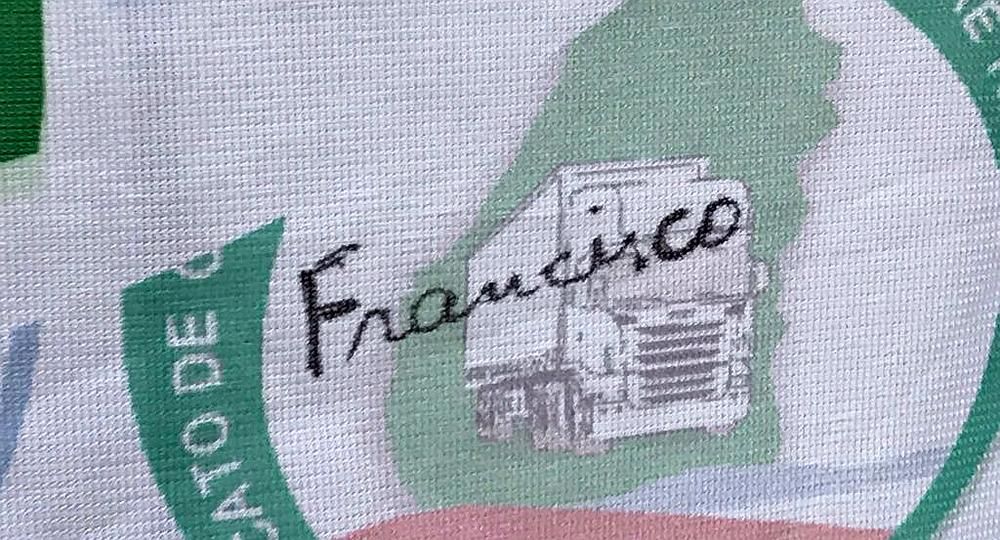 Francisco
CATO DE C